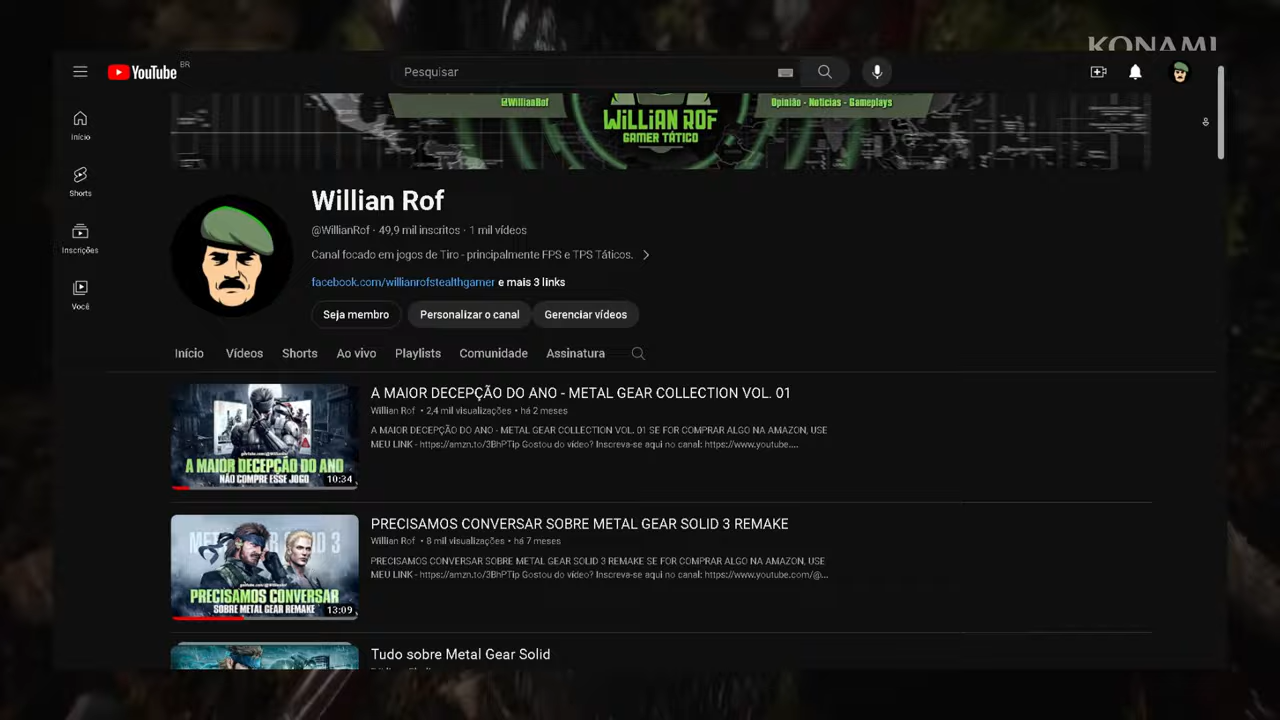 KONAMI
YouTube BR
Pesquisar
@WillianRof
WiLLiAN ROF
GAMER TÁTICO
Opinião - Notícias - Gameplays
Início
Shorts
Inscrições
Você
Willian Rof
@WillianRof · 49,9 mil inscritos · 1 mil vídeos
Canal focado em jogos de Tiro - principalmente FPS e TPS Táticos.
facebook.com/willianrofstealthgamer e mais 3 links
Seja membro
Personalizar o canal
Gerenciar vídeos
Início Vídeos Shorts Ao vivo Playlists Comunidade Assinatura
A MAIOR DECEPÇÃO DO ANO
NÃO COMPRE ESSE JOGO
10:34
A MAIOR DECEPÇÃO DO ANO - METAL GEAR COLLECTION VOL. 01
Willian Rof • 2,4 mil visualizações • há 2 meses
A MAIOR DECEPÇÃO DO ANO - METAL GEAR COLLECTION VOL. 01 SE FOR COMPRAR ALGO NA AMAZON, USE
MEU LINK - https://amzn.to/3BhPTip Gostou do vídeo? Inscreva-se aqui no canal: https://www.youtube....
PRECISAMOS CONVERSAR
SOBRE METAL GEAR REMAKE
13:09
PRECISAMOS CONVERSAR SOBRE METAL GEAR SOLID 3 REMAKE
Willian Rof • 8 mil visualizações • há 7 meses
PRECISAMOS CONVERSAR SOBRE METAL GEAR SOLID 3 REMAKE SE FOR COMPRAR ALGO NA AMAZON, USE
MEU LINK - https://amzn.to/3BhPTip Gostou do vídeo? Inscreva-se aqui no canal: https://www.youtube.com/@...
Tudo sobre Metal Gear Solid